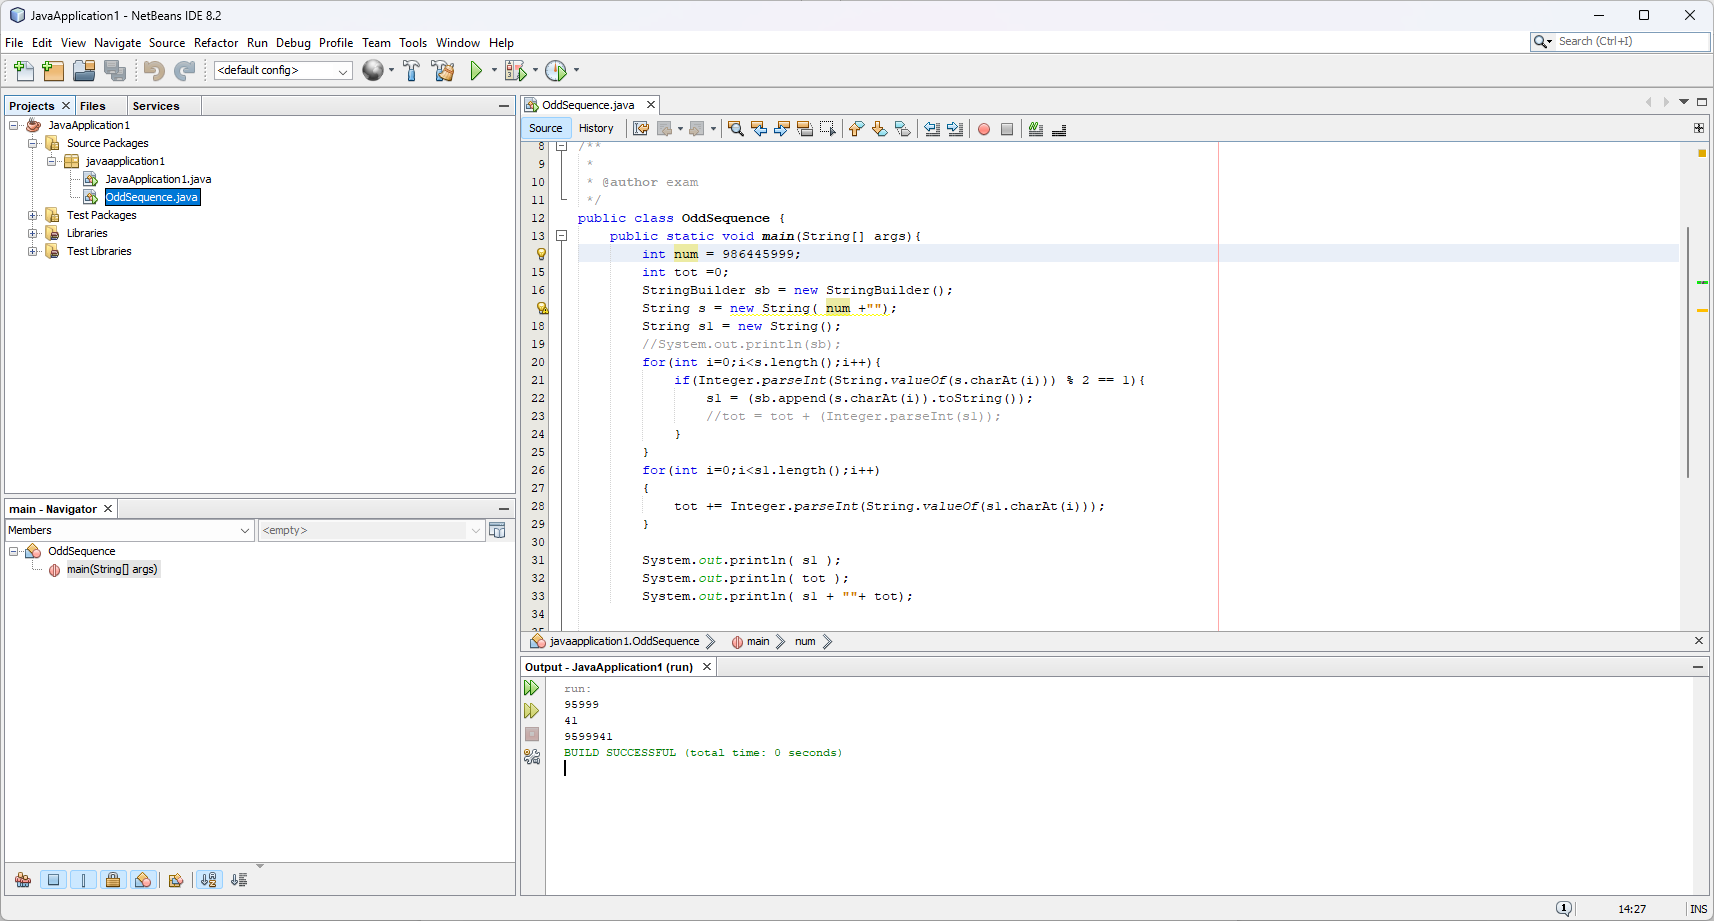 JavaApplication1 - NetBeans IDE 8.2
File Edit View Navigate Source Refactor Run Debug Profile Team Tools Window Help
Search (Ctrl+I)
<default config>
Projects Files Services
JavaApplication1
Source Packages
javaapplication1
JavaApplication1.java
OddSequence.java
Test Packages
Libraries
Test Libraries
main - Navigator
Members <empty>
OddSequence
main(String[] args)
OddSequence.java
Source History
8 /**
9 *
10 * @author exam
11 */
12 public class OddSequence {
13 public static void main(String[] args){
int num = 986445999;
15 int tot =0;
16 StringBuilder sb = new StringBuilder();
String s = new String( num +"");
18 String s1 = new String();
19 //System.out.println(sb);
20 for(int i=0;i<s.length();i++){
21 if(Integer.parseInt(String.valueOf(s.charAt(i))) % 2 == 1){
22 s1 = (sb.append(s.charAt(i)).toString());
23 //tot = tot + (Integer.parseInt(s1));
24 }
25 }
26 for(int i=0;i<s1.length();i++)
27 {
28 tot += Integer.parseInt(String.valueOf(s1.charAt(i)));
29 }
30
31 System.out.println( s1 );
32 System.out.println( tot );
33 System.out.println( s1 + ""+ tot);
34
javaapplication1.OddSequence main num
Output - JavaApplication1 (run)
run:
95999
41
9599941
BUILD SUCCESSFUL (total time: 0 seconds)
1 14:27 INS